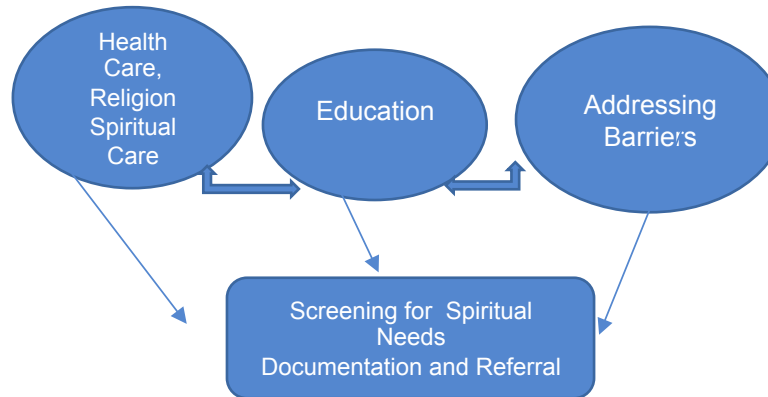 Health
Care,
Religion
Spiritual
Care
Education
Addressing
Barriers
Screening for Spiritual
Needs
Documentation and Referral